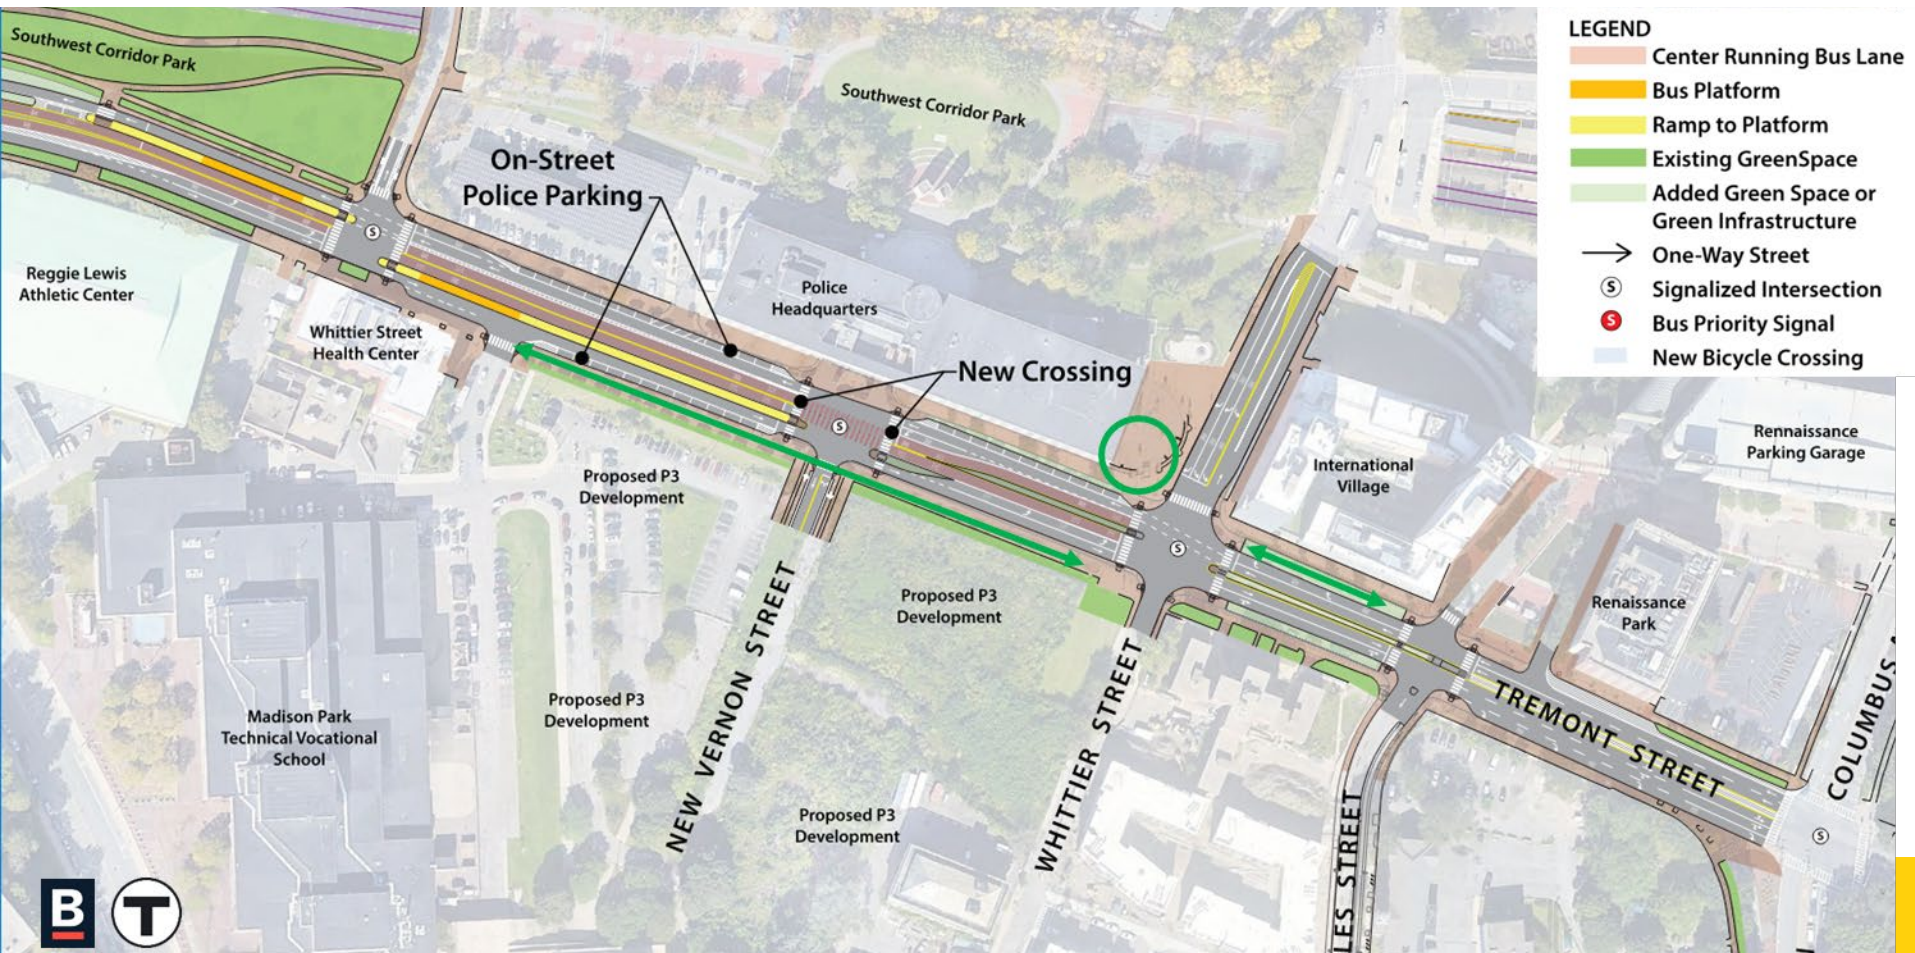 Southwest Corridor Park
Southwest Corridor Park
On-Street
Police Parking
Reggie Lewis
Athletic Center
S
Whittier Street
Health Center
Police
Headquarters
New Crossing
S
Proposed P3
Development
International
Village
S
Proposed P3
Development
Proposed P3
Development
Proposed P3
Development
Madison Park
Technical Vocational
School
NEW VERNON STREET
WHITTIER STREET
LES STREET
TREMONT STREET
COLUMBUS
Rennaissance
Parking Garage
Renaissance
Park
S
LEGEND
Center Running Bus Lane
Bus Platform
Ramp to Platform
Existing GreenSpace
Added Green Space or
Green Infrastructure
One-Way Street
S Signalized Intersection
S Bus Priority Signal
New Bicycle Crossing
B
T